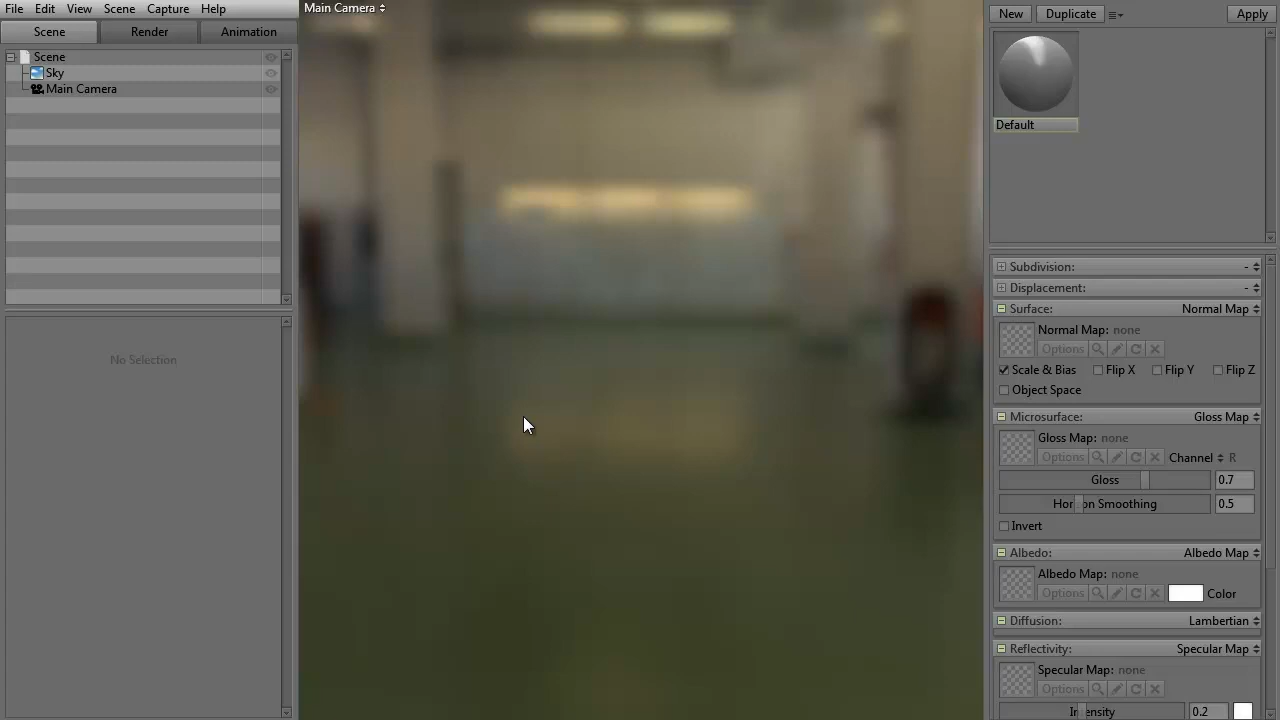 File Edit View Scene Capture Help
Scene Render Animation
Scene
Sky
Main Camera
No Selection
Main Camera
New Duplicate Apply
Default
Subdivision: -
Displacement: -
Surface: Normal Map
Normal Map: none
Options
Scale & Bias Flip X Flip Y Flip Z
Object Space
Microsurface: Gloss Map
Gloss Map: none
Options Channel R
Gloss 0.7
Horizon Smoothing 0.5
Invert
Albedo: Albedo Map
Albedo Map: none
Options Color
Diffusion: Lambertian
Reflectivity: Specular Map
Specular Map: none
Options
Intensity 0.2